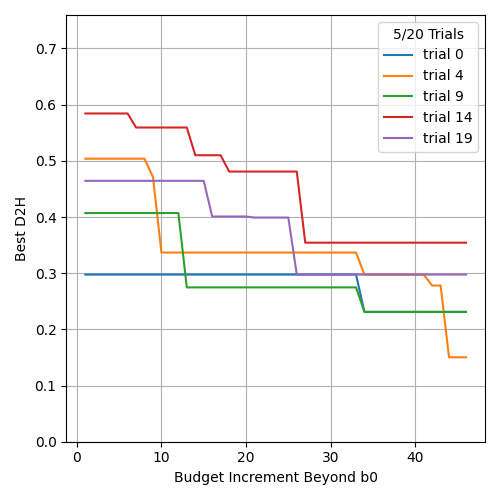 5/20 Trials
trial 0
trial 4
trial 9
trial 14
trial 19
0.7
0.6
0.5
0.4
0.3
0.2
0.1
0.0
Best D2H
0
10
20
30
40
Budget Increment Beyond b0